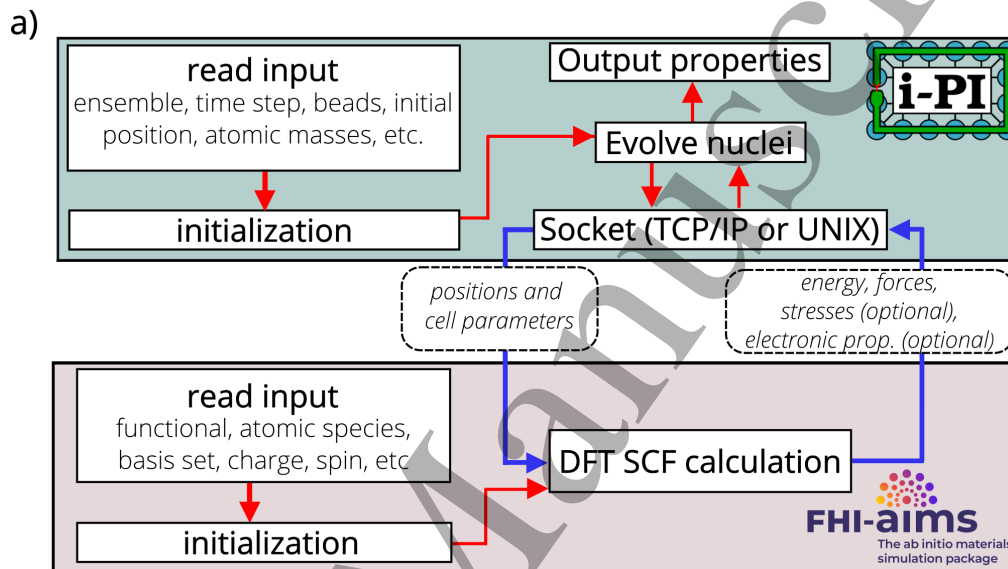 a)
read input
ensemble, time step, beads, initial
position, atomic masses, etc.
initialization
Output properties
Evolve nuclei
Socket (TCP/IP or UNIX)
i-PI
positions and
cell parameters
energy, forces,
stresses (optional),
electronic prop. (optional)
read input
functional, atomic species,
basis set, charge, spin, etc
initialization
DFT SCF calculation
FHI-aims
The ab initio materials
simulation package
Manusc